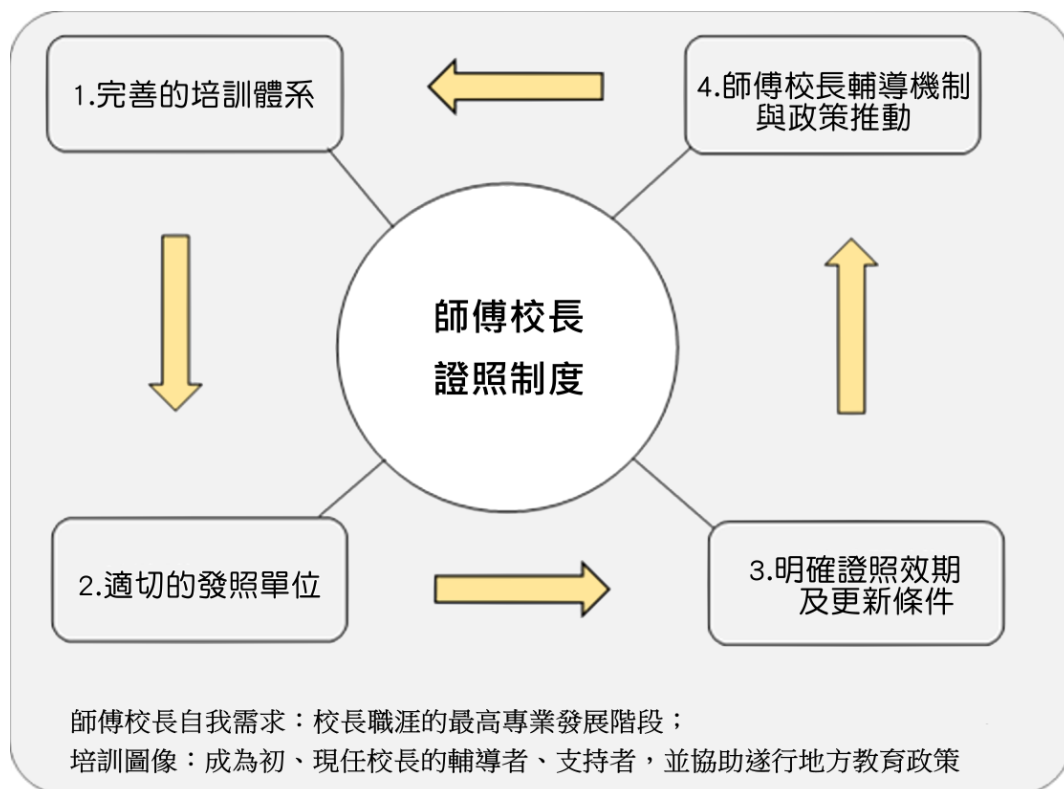 1.完善的培訓體系
4.師傅校長輔導機制
與政策推動
師傅校長
證照制度
2.適切的發照單位
3.明確證照效期
及更新條件
師傅校長自我需求：校長職涯的最高專業發展階段；
培訓圖像：成為初、現任校長的輔導者、支持者，並協助遂行地方教育政策